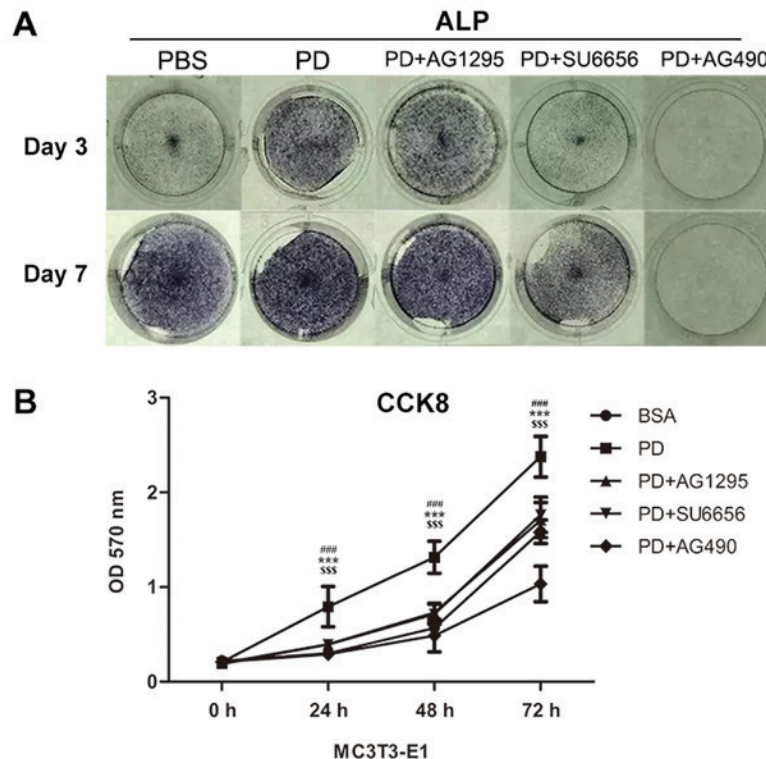 A
ALP
PBS PD PD+AG1295 PD+SU6656 PD+AG490
Day 3
Day 7
B
CCK8
OD 570 nm
3
2
1
0
###
***
$$$
###
***
$$$
###
***
$$$
0 h 24 h 48 h 72 h
MC3T3-E1
BSA
PD
PD+AG1295
PD+SU6656
PD+AG490